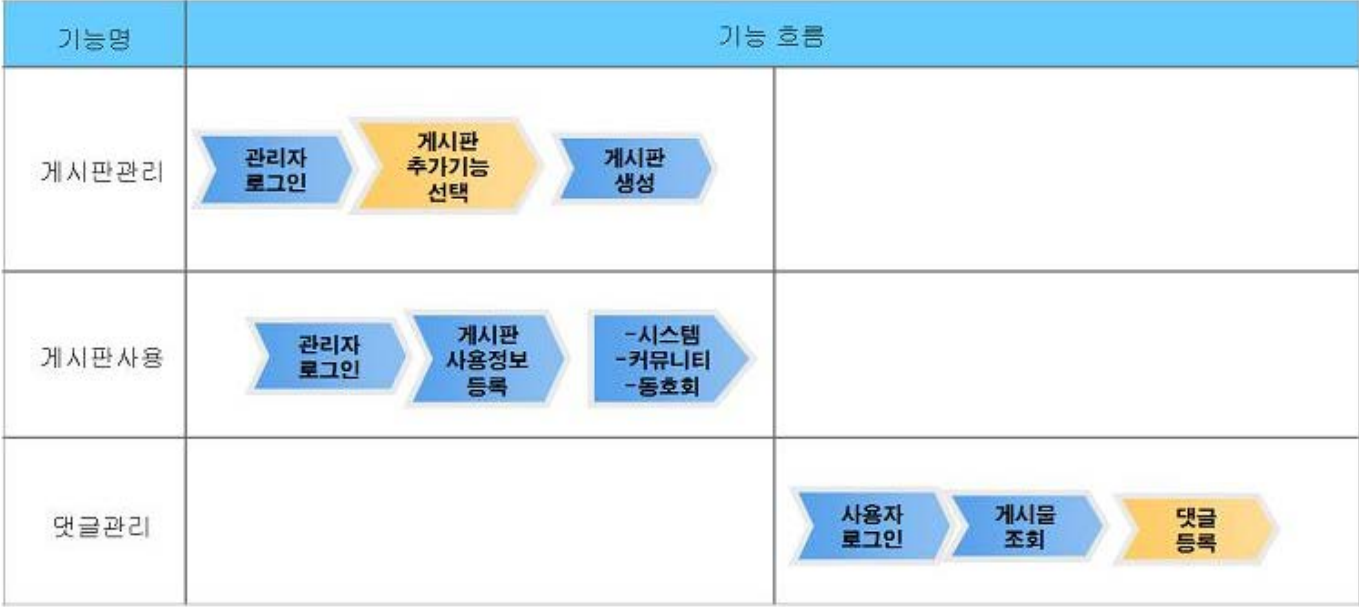 기능명
기능 흐름
게시판관리
관리자
로그인
게시판
추가기능
선택
게시판
생성
게시판사용
관리자
로그인
게시판
사용정보
등록
-시스템
-커뮤니티
-동호회
댓글관리
사용자
로그인
게시물
조회
댓글
등록